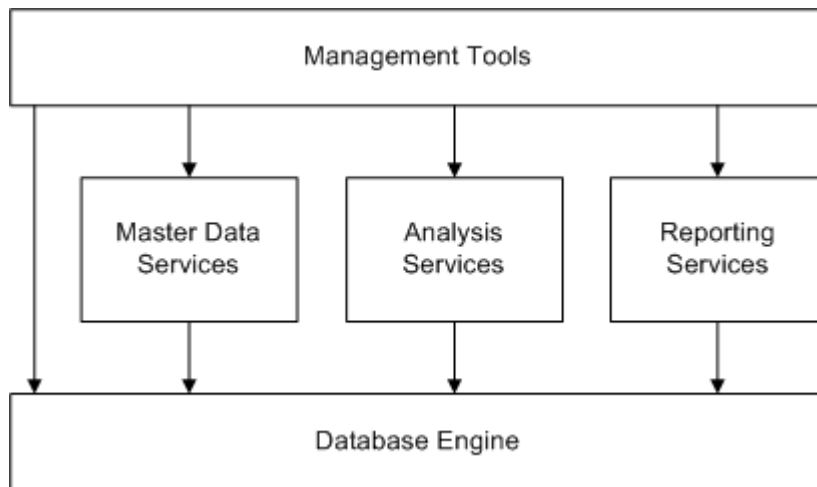 Management Tools
Master Data
Services
Analysis
Services
Reporting
Services
Database Engine